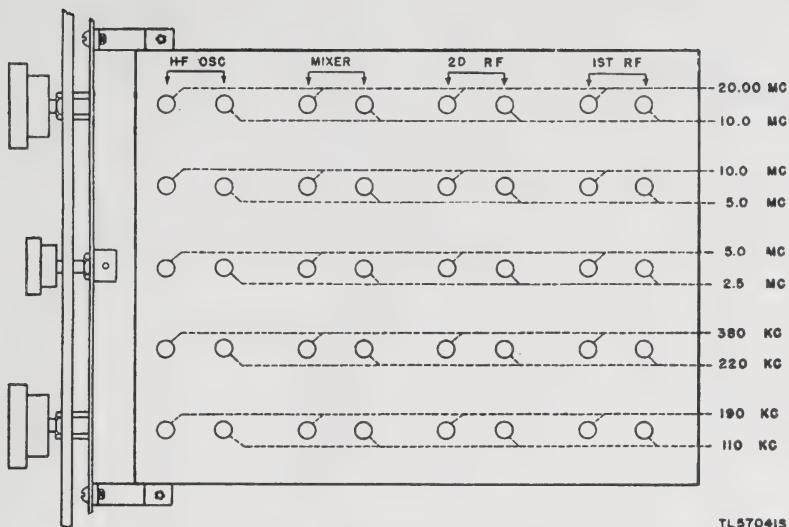 H-F OSC MIXER 2D RF 1ST RF
20.00 MC
10.0 MC
10.0 MC
5.0 MC
5.0 MC
2.5 MC
380 KC
220 KC
190 KC
110 KC
TL57041S